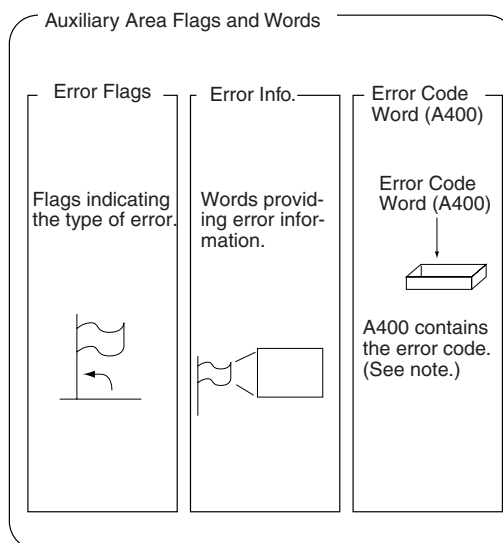 Auxiliary Area Flags and Words
Error Flags
Flags indicating
the type of error.
Error Info.
Words provid-
ing error infor-
mation.
Error Code
Word (A400)
Error Code
Word (A400)
A400 contains
the error code.
(See note.)